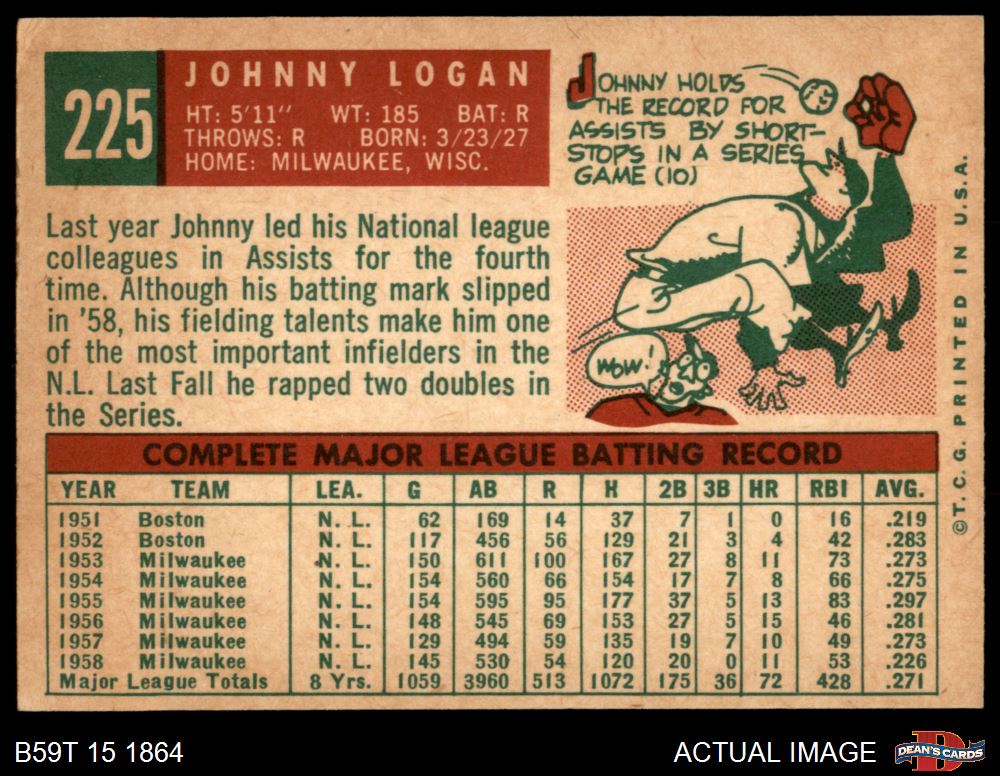 225
JOHNNY LOGAN
HT: 5'11" WT: 185 BAT: R
THROWS: R BORN: 3/23/27
HOME: MILWAUKEE, WISC.
JOHNNY HOLDS
THE RECORD FOR
ASSISTS BY SHORT-
STOPS IN A SERIES
GAME (10)
WOW!
Last year Johnny led his National league
colleagues in Assists for the fourth
time. Although his batting mark slipped
in '58, his fielding talents make him one
of the most important infielders in the
N.L. Last Fall he rapped two doubles in
the Series.
COMPLETE MAJOR LEAGUE BATTING RECORD
YEAR TEAM LEA. G AB R H 2B 3B HR RBI AVG.
1951 Boston N. L. 62 169 14 37 7 1 0 16 .219
1952 Boston N. L. 117 456 56 129 21 3 4 42 .283
1953 Milwaukee N. L. 150 611 100 167 27 8 11 73 .273
1954 Milwaukee N. L. 154 560 66 154 17 7 8 66 .275
1955 Milwaukee N. L. 154 595 95 177 37 5 13 83 .297
1956 Milwaukee N. L. 148 545 69 153 27 5 15 46 .281
1957 Milwaukee N. L. 129 494 59 135 19 7 10 49 .273
1958 Milwaukee N. L. 145 530 54 120 20 0 11 53 .226
Major League Totals 8 Yrs. 1059 3960 513 1072 175 36 72 428 .271
©T. C. G. PRINTED IN U.S.A.
B59T 15 1864
ACTUAL IMAGE
D
DEAN'S CARDS